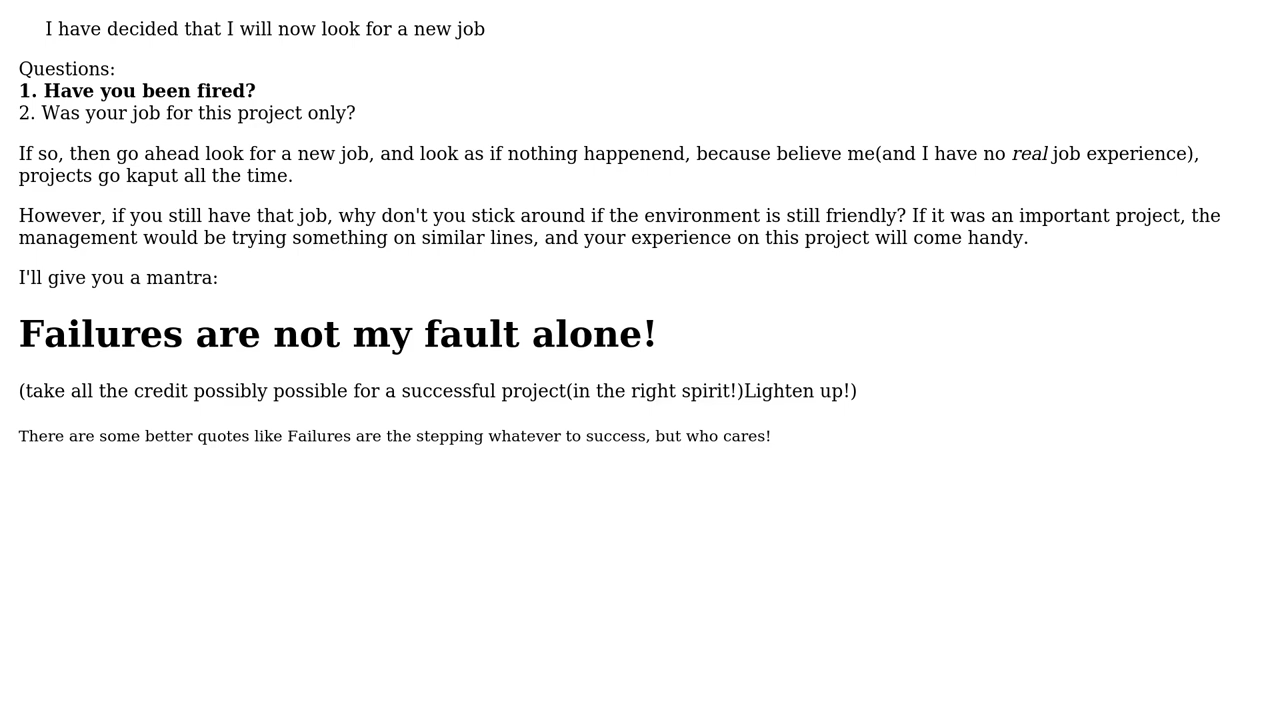 I have decided that I will now look for a new job
Questions:
1. Have you been fired?
2. Was your job for this project only?
If so, then go ahead look for a new job, and look as if nothing happenend, because believe me(and I have no real job experience),
projects go kaput all the time.
However, if you still have that job, why don't you stick around if the environment is still friendly? If it was an important project, the
management would be trying something on similar lines, and your experience on this project will come handy.
I'll give you a mantra:
Failures are not my fault alone!
(take all the credit possibly possible for a successful project(in the right spirit!)Lighten up!)
There are some better quotes like Failures are the stepping whatever to success, but who cares!